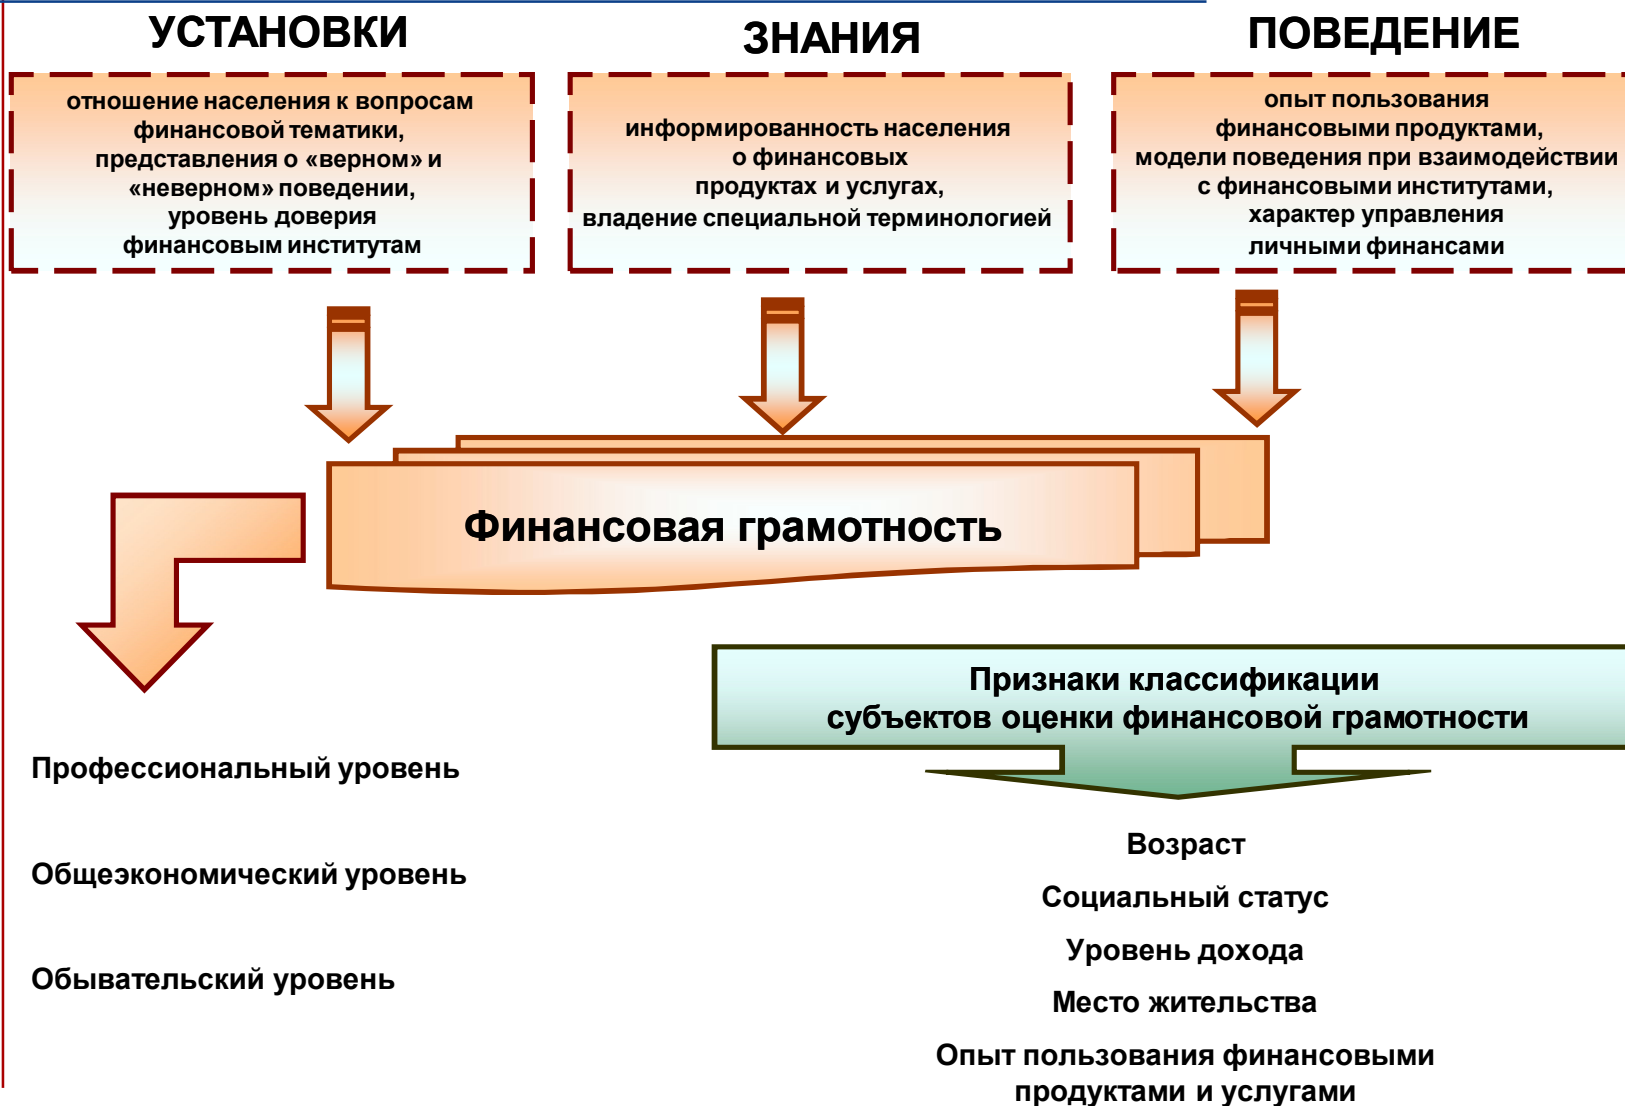 УСТАНОВКИ
отношение населения к вопросам
финансовой тематики,
представления о «верном» и
«неверном» поведении,
уровень доверия
финансовым институтам
ЗНАНИЯ
информированность населения
о финансовых
продуктах и услугах,
владение специальной терминологией
ПОВЕДЕНИЕ
опыт пользования
финансовыми продуктами,
модели поведения при взаимодействии
с финансовыми институтами,
характер управления
личными финансами
Финансовая грамотность
Профессиональный уровень
Общеэкономический уровень
Обывательский уровень
Признаки классификации
субъектов оценки финансовой грамотности
Возраст
Социальный статус
Уровень дохода
Место жительства
Опыт пользования финансовыми
продуктами и услугами